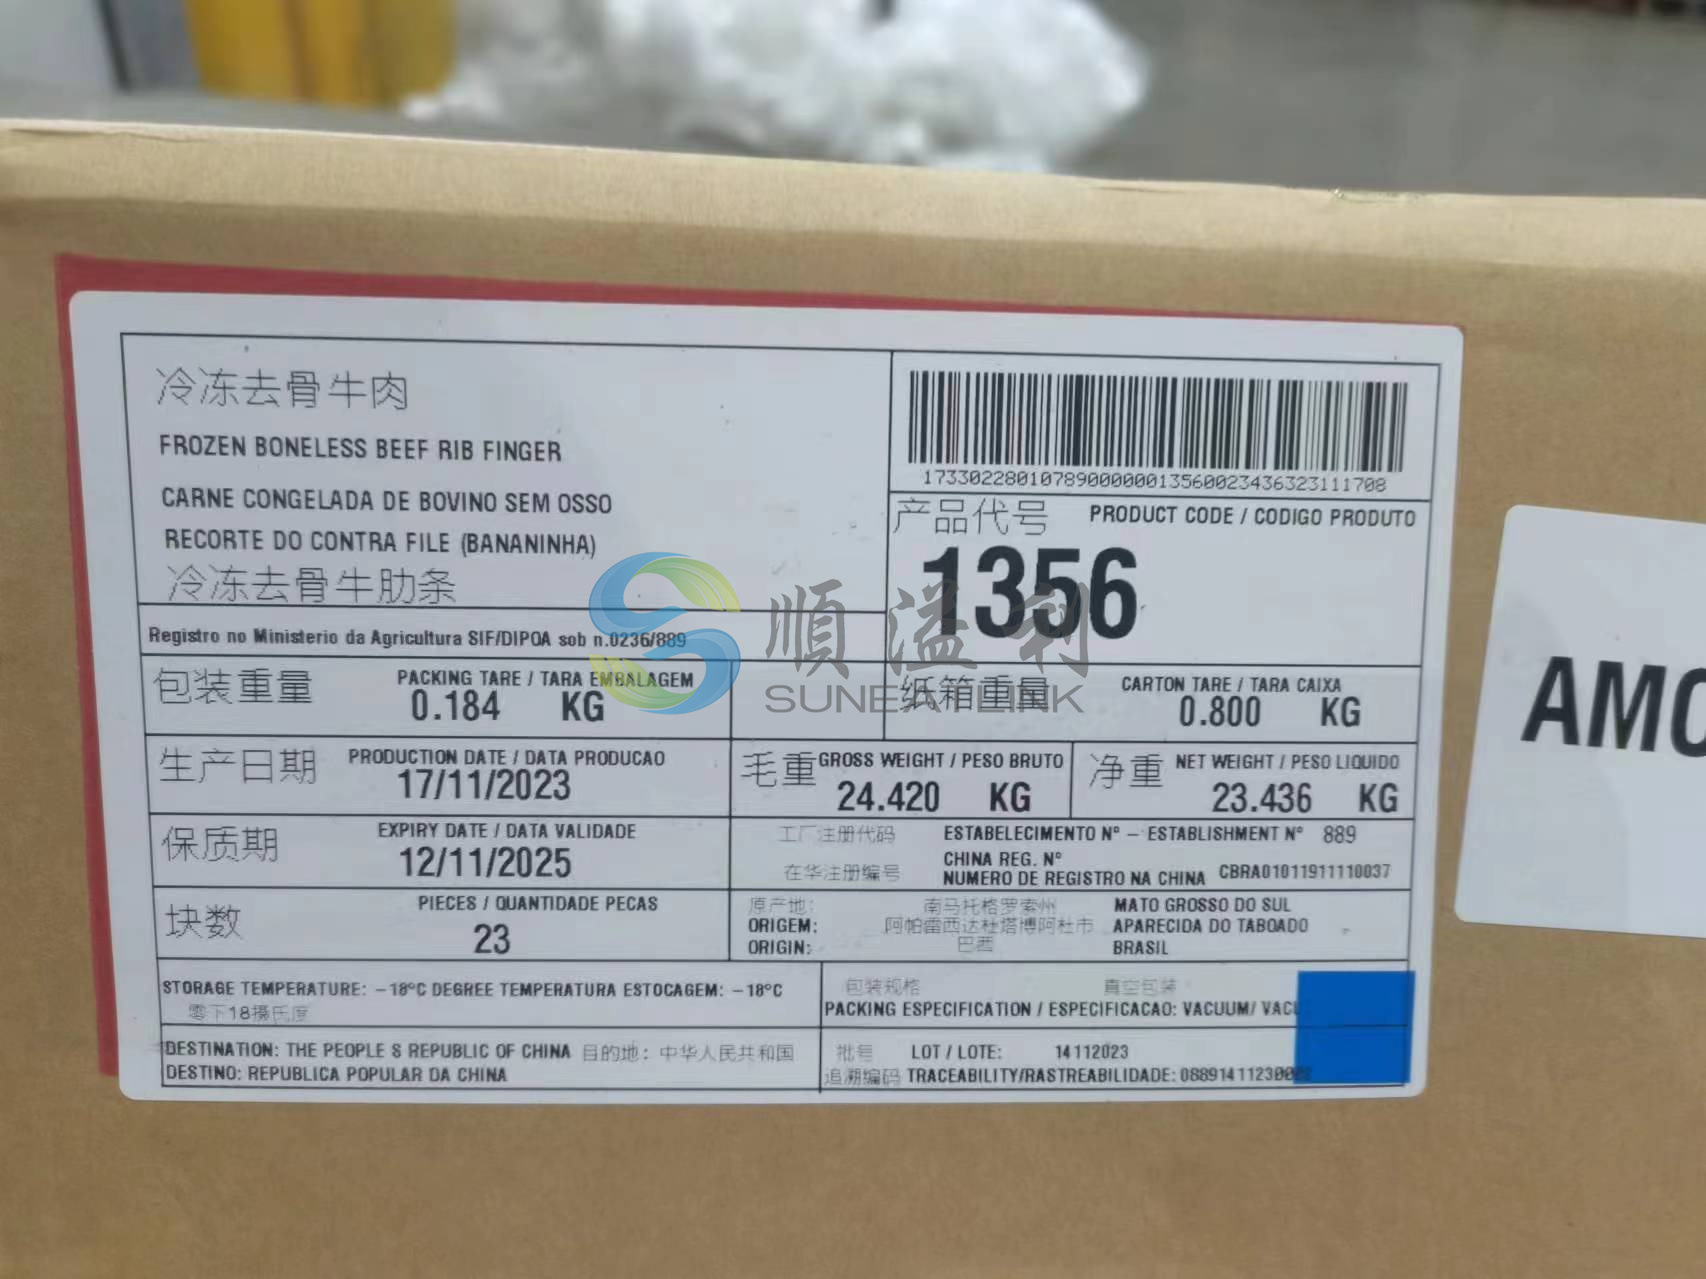 冷冻去骨牛肉
FROZEN BONELESS BEEF RIB FINGER
CARNE CONGELADA DE BOVINO SEM OSSO
RECORTE DO CONTRA FILE (BANANINHA)
冷冻去骨牛肋条
Registro no Ministerio da Agricultura SIF/DIPOA sob n.0236/889
1733022801078900000013560023436323111708
产品代号 PRODUCT CODE / CODIGO PRODUTO
1356
順溢利
SUNEATLINK
包装重量 PACKING TARE / TARA EMBALAGEM
0.184 KG
纸箱重量 CARTON TARE / TARA CAIXA
0.800 KG
生产日期 PRODUCTION DATE / DATA PRODUCAO
17/11/2023
毛重 GROSS WEIGHT / PESO BRUTO
24.420 KG
净重 NET WEIGHT / PESO LIQUIDO
23.436 KG
保质期 EXPIRY DATE / DATA VALIDADE
12/11/2025
工厂注册代码 ESTABELECIMENTO Nº - ESTABLISHMENT Nº 889
CHINA REG. Nº
在华注册编号 NUMERO DE REGISTRO NA CHINA CBRA01011911110037
块数 PIECES / QUANTIDADE PECAS
23
原产地: 南马托格罗索州 MATO GROSSO DO SUL
ORIGEM: 阿帕雷西达杜塔博阿杜市 APARECIDA DO TABOADO
ORIGIN: 巴西 BRASIL
STORAGE TEMPERATURE: -18ºC DEGREE TEMPERATURA ESTOCAGEM: -18ºC
零下18摄氏度
包装规格 真空包装
PACKING ESPECIFICATION / ESPECIFICACAO: VACUUM/
DESTINATION: THE PEOPLE S REPUBLIC OF CHINA 目的地: 中华人民共和国
DESTINO: REPUBLICA POPULAR DA CHINA
批号 LOT / LOTE: 14112023
追溯编码 TRACEABILITY/RASTREABILIDADE: